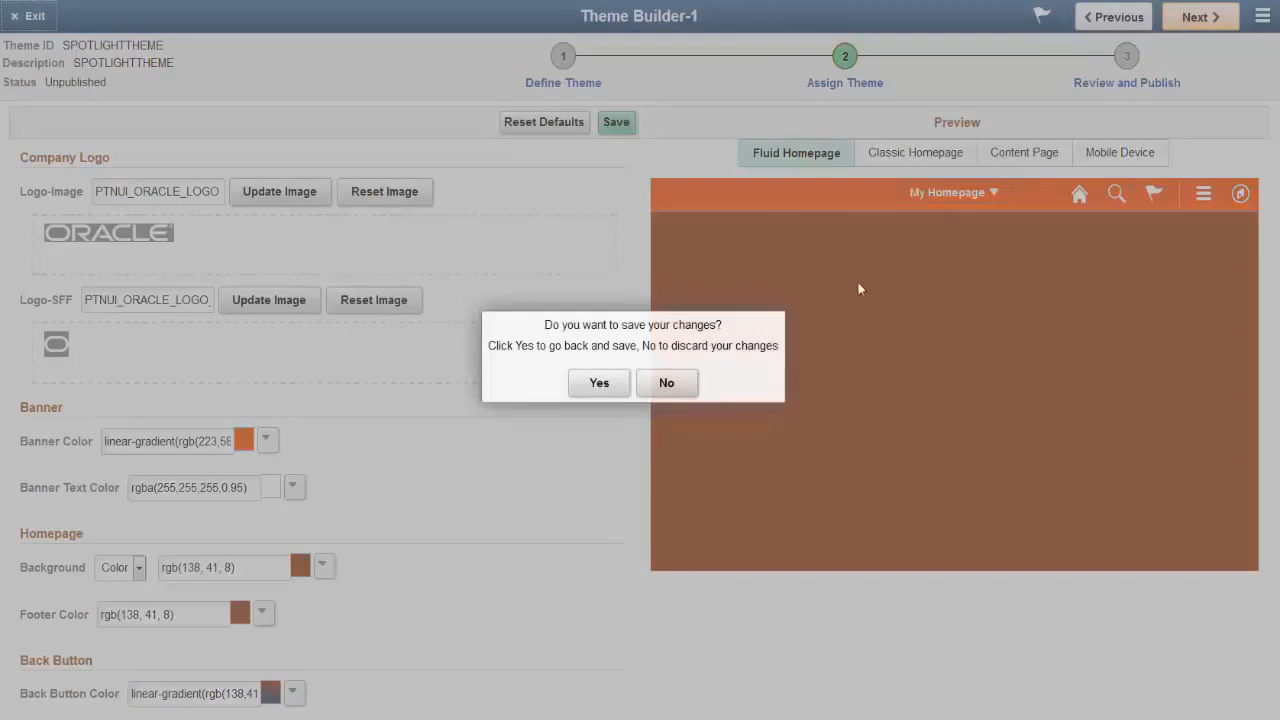 × Exit
Theme Builder-1
Previous
Next
Theme ID SPOTLIGHTTHEME
Description SPOTLIGHTTHEME
Status Unpublished
1
Define Theme
2
Assign Theme
3
Review and Publish
Reset Defaults
Save
Preview
Company Logo
Logo-Image PTNUI_ORACLE_LOGO Update Image Reset Image
ORACLE
Logo-SFF PTNUI_ORACLE_LOGO_ Update Image Reset Image
Banner
Banner Color linear-gradient(rgb(223,58
Banner Text Color rgba(255,255,255,0.95)
Homepage
Background Color rgb(138, 41, 8)
Footer Color rgb(138, 41, 8)
Back Button
Back Button Color linear-gradient(rgb(138,41
Fluid Homepage Classic Homepage Content Page Mobile Device
My Homepage
Do you want to save your changes?
Click Yes to go back and save, No to discard your changes
Yes No